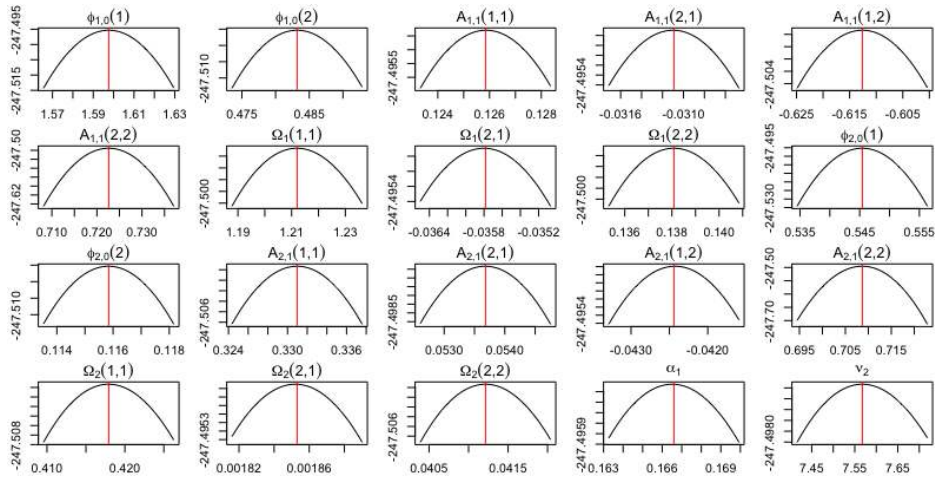 ϕ1,0(1) ϕ1,0(2) A1,1(1,1) A1,1(2,1) A1,1(1,2)
-247.515 -247.495 -247.510 -247.4955 -247.4954 -247.504
1.57 1.59 1.61 1.63 0.475 0.485 0.124 0.126 0.128 -0.0316 -0.0310 -0.625 -0.615 -0.605
A1,1(2,2) Ω1(1,1) Ω1(2,1) Ω1(2,2) ϕ2,0(1)
-247.62 -247.50 -247.500 -247.4954 -247.500 -247.530 -247.495
0.710 0.720 0.730 1.19 1.21 1.23 -0.0364 -0.0358 -0.0352 0.136 0.138 0.140 0.535 0.545 0.555
ϕ2,0(2) A2,1(1,1) A2,1(2,1) A2,1(1,2) A2,1(2,2)
-247.510 -247.506 -247.4985 -247.4954 -247.70 -247.50
0.114 0.116 0.118 0.324 0.330 0.336 0.0530 0.0540 -0.0430 -0.0420 0.695 0.705 0.715
Ω2(1,1) Ω2(2,1) Ω2(2,2) α1 ν2
-247.508 -247.4953 -247.506 -247.4959 -247.4980
0.410 0.420 0.00182 0.00186 0.0405 0.0415 0.163 0.166 0.169 7.45 7.55 7.65